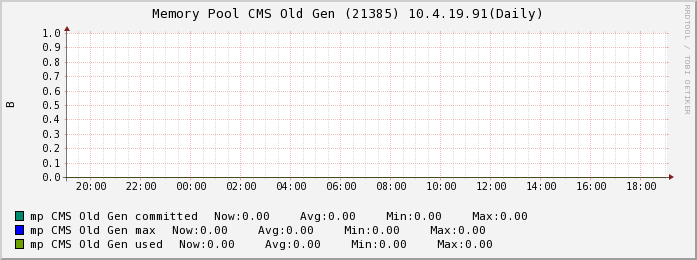 Memory Pool CMS Old Gen (21385) 10.4.19.91(Daily)
RRDTOOL / TOBI OETIKER
B
1.0
0.9
0.8
0.7
0.6
0.5
0.4
0.3
0.2
0.1
0.0
20:00 22:00 00:00 02:00 04:00 06:00 08:00 10:00 12:00 14:00 16:00 18:00
mp CMS Old Gen committed Now:0.00 Avg:0.00 Min:0.00 Max:0.00
mp CMS Old Gen max Now:0.00 Avg:0.00 Min:0.00 Max:0.00
mp CMS Old Gen used Now:0.00 Avg:0.00 Min:0.00 Max:0.00